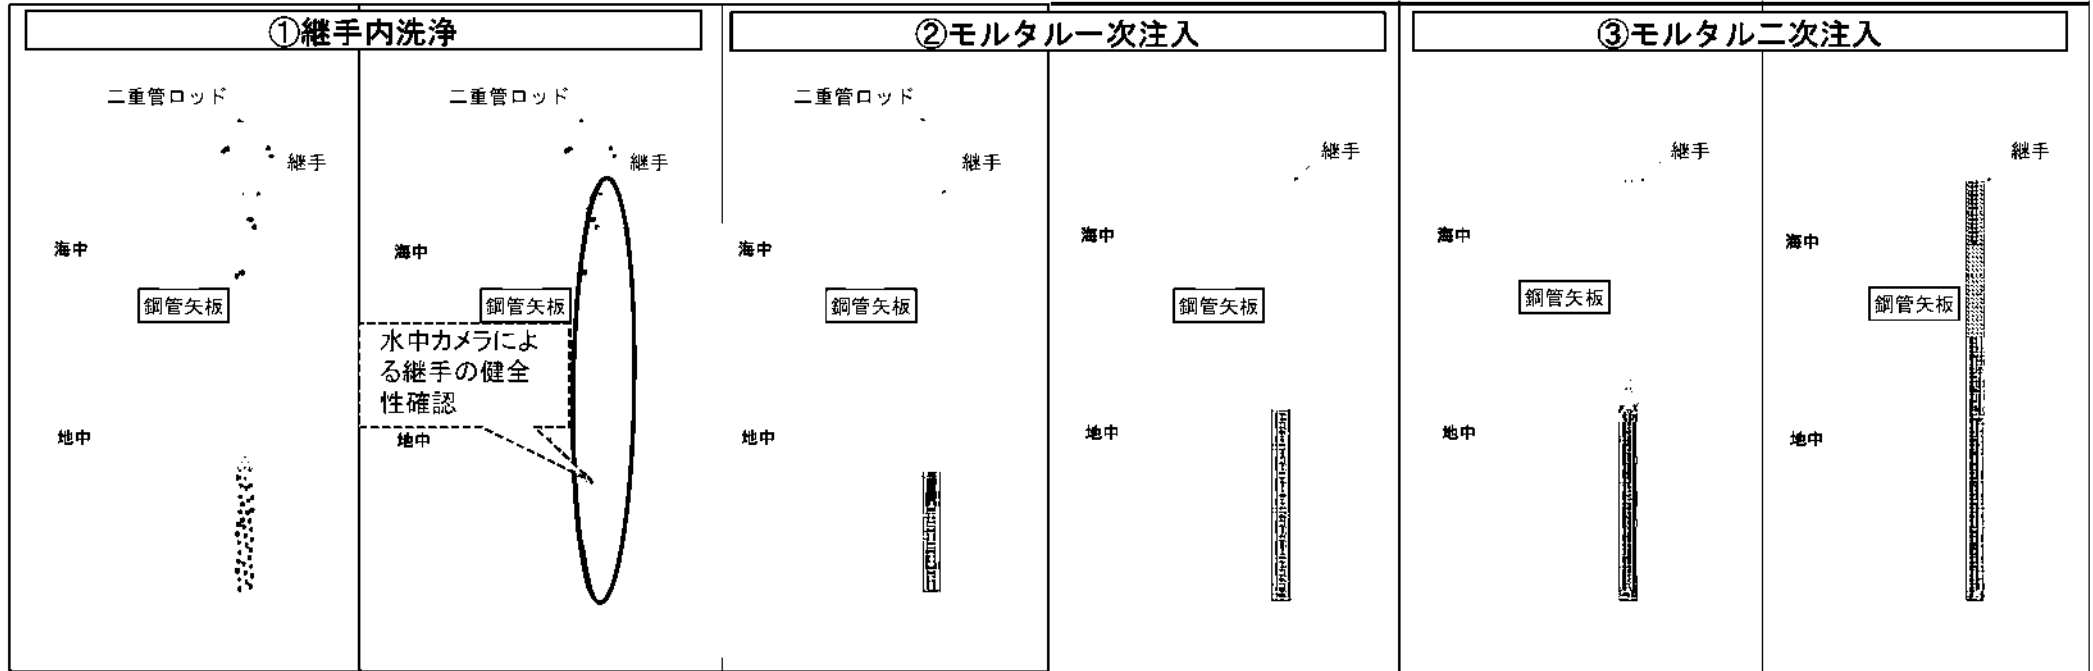 ①継手内洗浄
二重管ロッド
継手
海中
鋼管矢板
地中
二重管ロッド
継手
海中
鋼管矢板
水中カメラによ
る継手の健全
性確認
地中
②モルタル一次注入
二重管ロッド
継手
海中
鋼管矢板
地中
継手
海中
鋼管矢板
地中
③モルタル二次注入
継手
海中
鋼管矢板
地中
継手
海中
鋼管矢板
地中